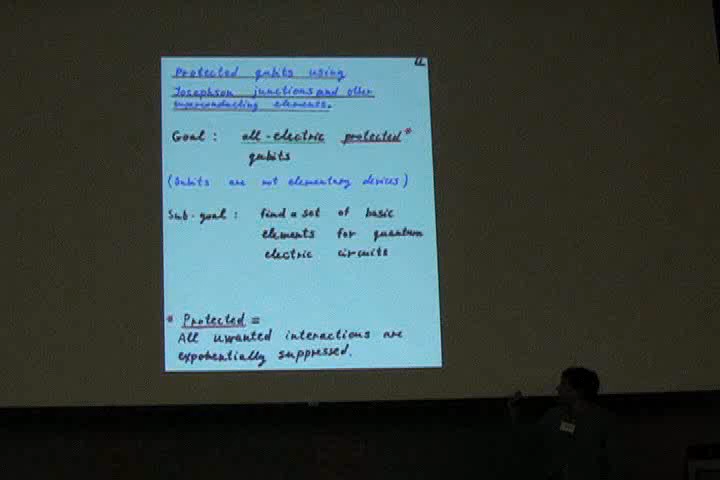 Protected qubits using
Josephson junctions and other
superconducting elements.
Goal: all-electric protected*
qubits
(Qubits are not elementary devices)
Sub-goal: find a set of basic
elements for quantum
electric circuits
* Protected =
All unwanted interactions are
exponentially suppressed.